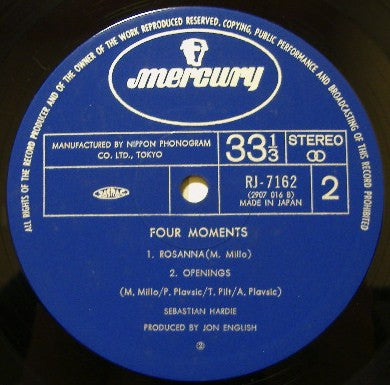 ALL RIGHTS OF THE RECORD PRODUCER AND OF THE OWNER OF THE WORK REPRODUCED RESERVED. COPYING, PUBLIC PERFORMANCE AND BROADCASTING OF THIS RECORD PROHIBITED
mercury
MANUFACTURED BY NIPPON PHONOGRAM
CO. LTD., TOKYO
33 1/3
STEREO
RJ-7162
(2907 016 B)
MADE IN JAPAN
2
FOUR MOMENTS
1. ROSANNA(M. Millo)
2. OPENINGS
(M, Millo/P, Plavsic/T, Pilt/A, Plavsic)
SEBASTIAN HARDIE
PRODUCED BY JON ENGLISH
②